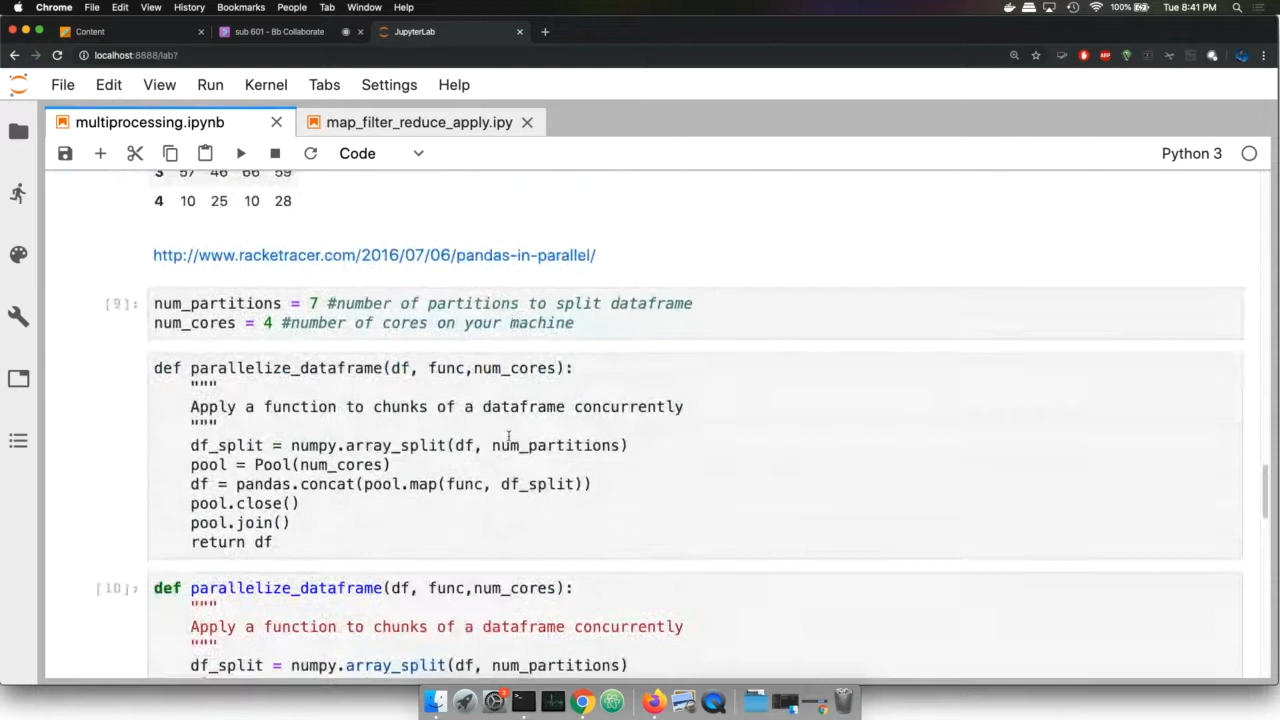 Chrome File Edit View History Bookmarks People Tab Window Help 100% Tue 8:41 PM
Content sub 601 - Bb Collaborate JupyterLab
localhost:8888/lab?
File Edit View Run Kernel Tabs Settings Help
multiprocessing.ipynb map_filter_reduce_apply.ipy
Code Python 3
3 57 46 66 59
4 10 25 10 28
http://www.racketracer.com/2016/07/06/pandas-in-parallel/
[9]: num_partitions = 7 #number of partitions to split dataframe
num_cores = 4 #number of cores on your machine
def parallelize_dataframe(df, func,num_cores):
"""
Apply a function to chunks of a dataframe concurrently
"""
df_split = numpy.array_split(df, num_partitions)
pool = Pool(num_cores)
df = pandas.concat(pool.map(func, df_split))
pool.close()
pool.join()
return df
[10]: def parallelize_dataframe(df, func,num_cores):
"""
Apply a function to chunks of a dataframe concurrently
"""
df_split = numpy.array_split(df, num_partitions)